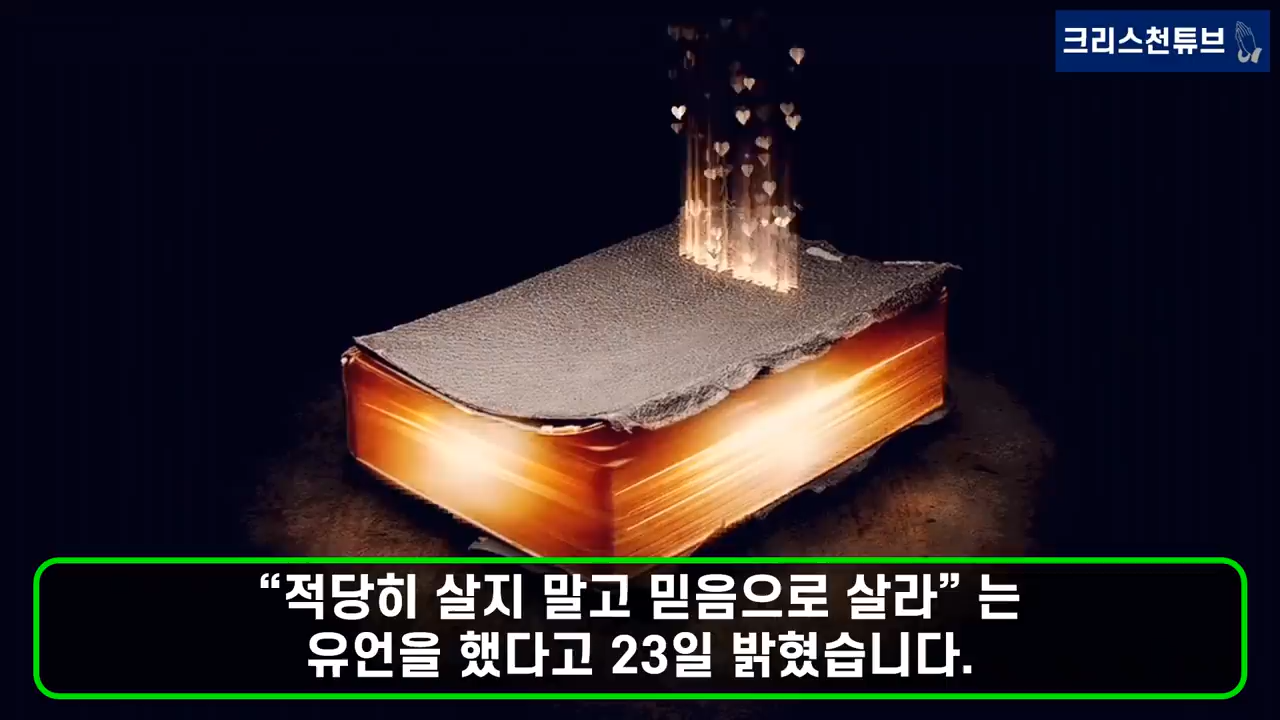 크리스천튜브
“적당히 살지 말고 믿음으로 살라” 는
유언을 했다고 23일 밝혔습니다.